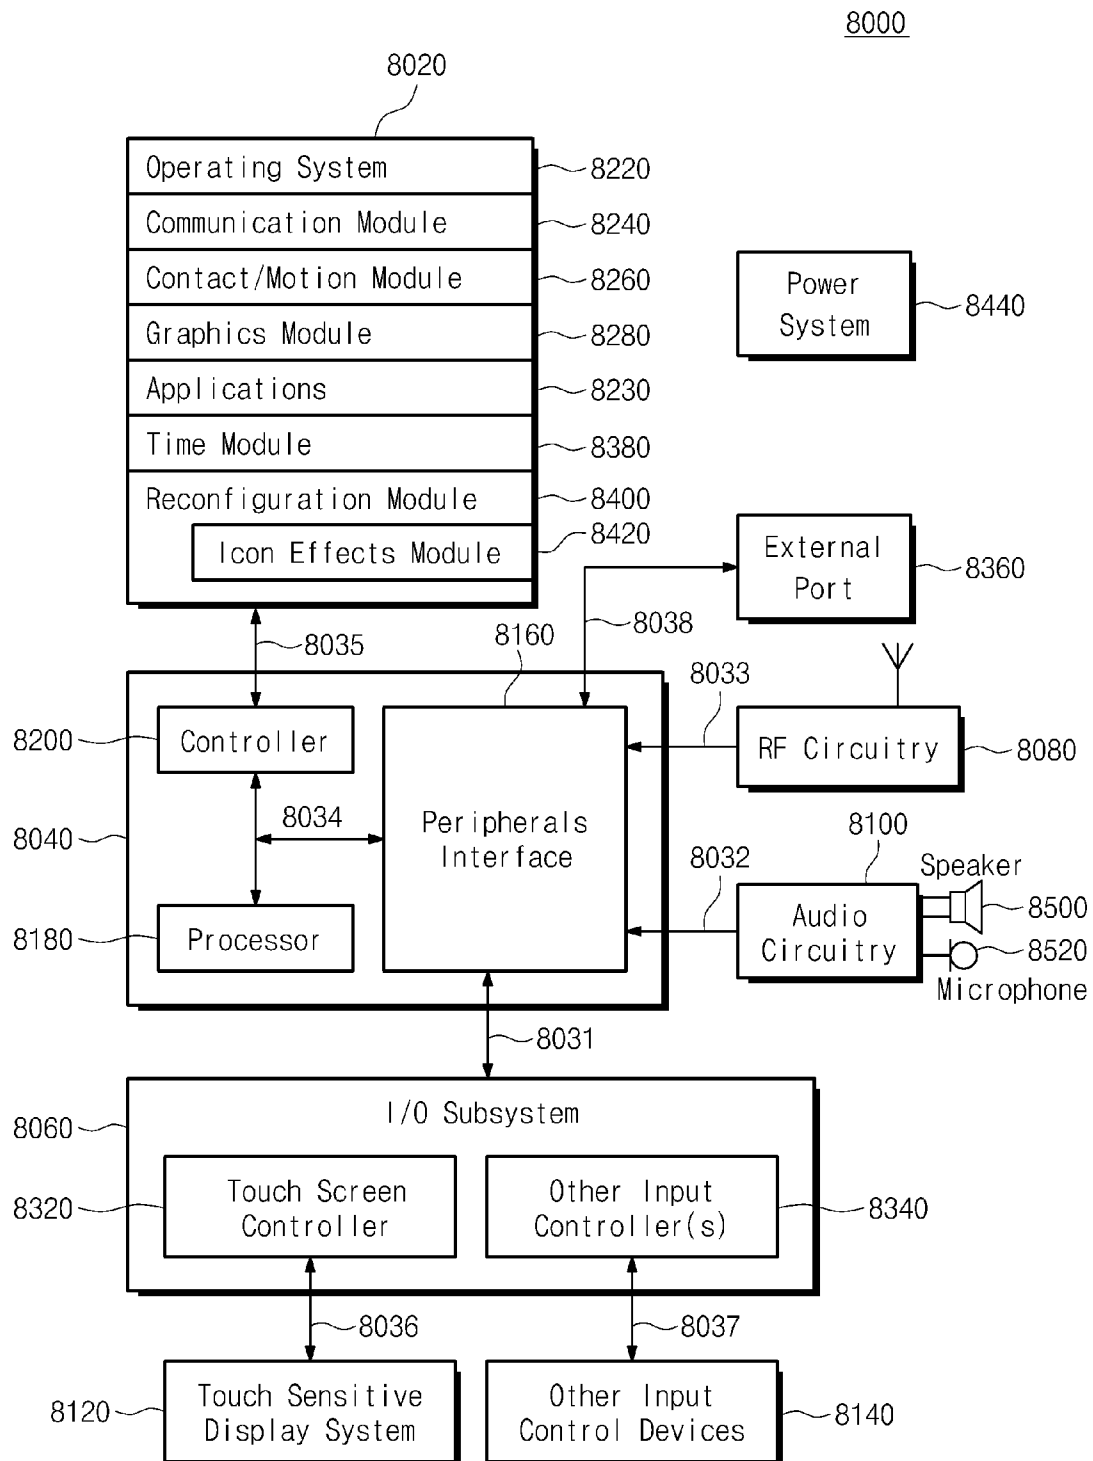 8000
8020
Operating System
8220
Communication Module
8240
Contact/Motion Module
8260
Graphics Module
8280
Applications
8230
Time Module
8380
Reconfiguration Module
8400
Icon Effects Module
8420
Power
System
8440
External
Port
8360
8035
8160
8038
8033
8200
Controller
RF Circuitry
8080
8040
8034
Peripherals
Interface
8032
8100
Speaker
8500
8180
Processor
Audio
Circuitry
8520
Microphone
8031
8060
I/O Subsystem
8320
Touch Screen
Controller
Other Input
Controller(s)
8340
8036
8037
8120
Touch Sensitive
Display System
Other Input
Control Devices
8140